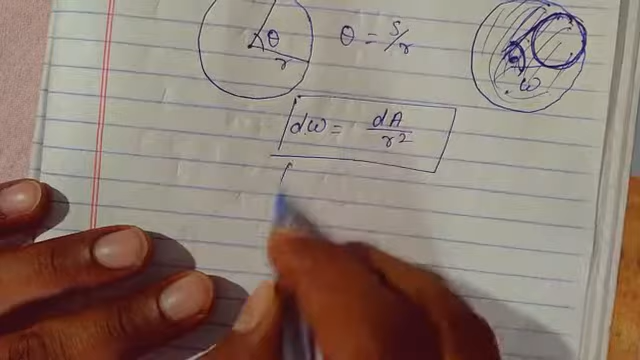 θ
r
θ = s/r
ω
dω = dA/r²